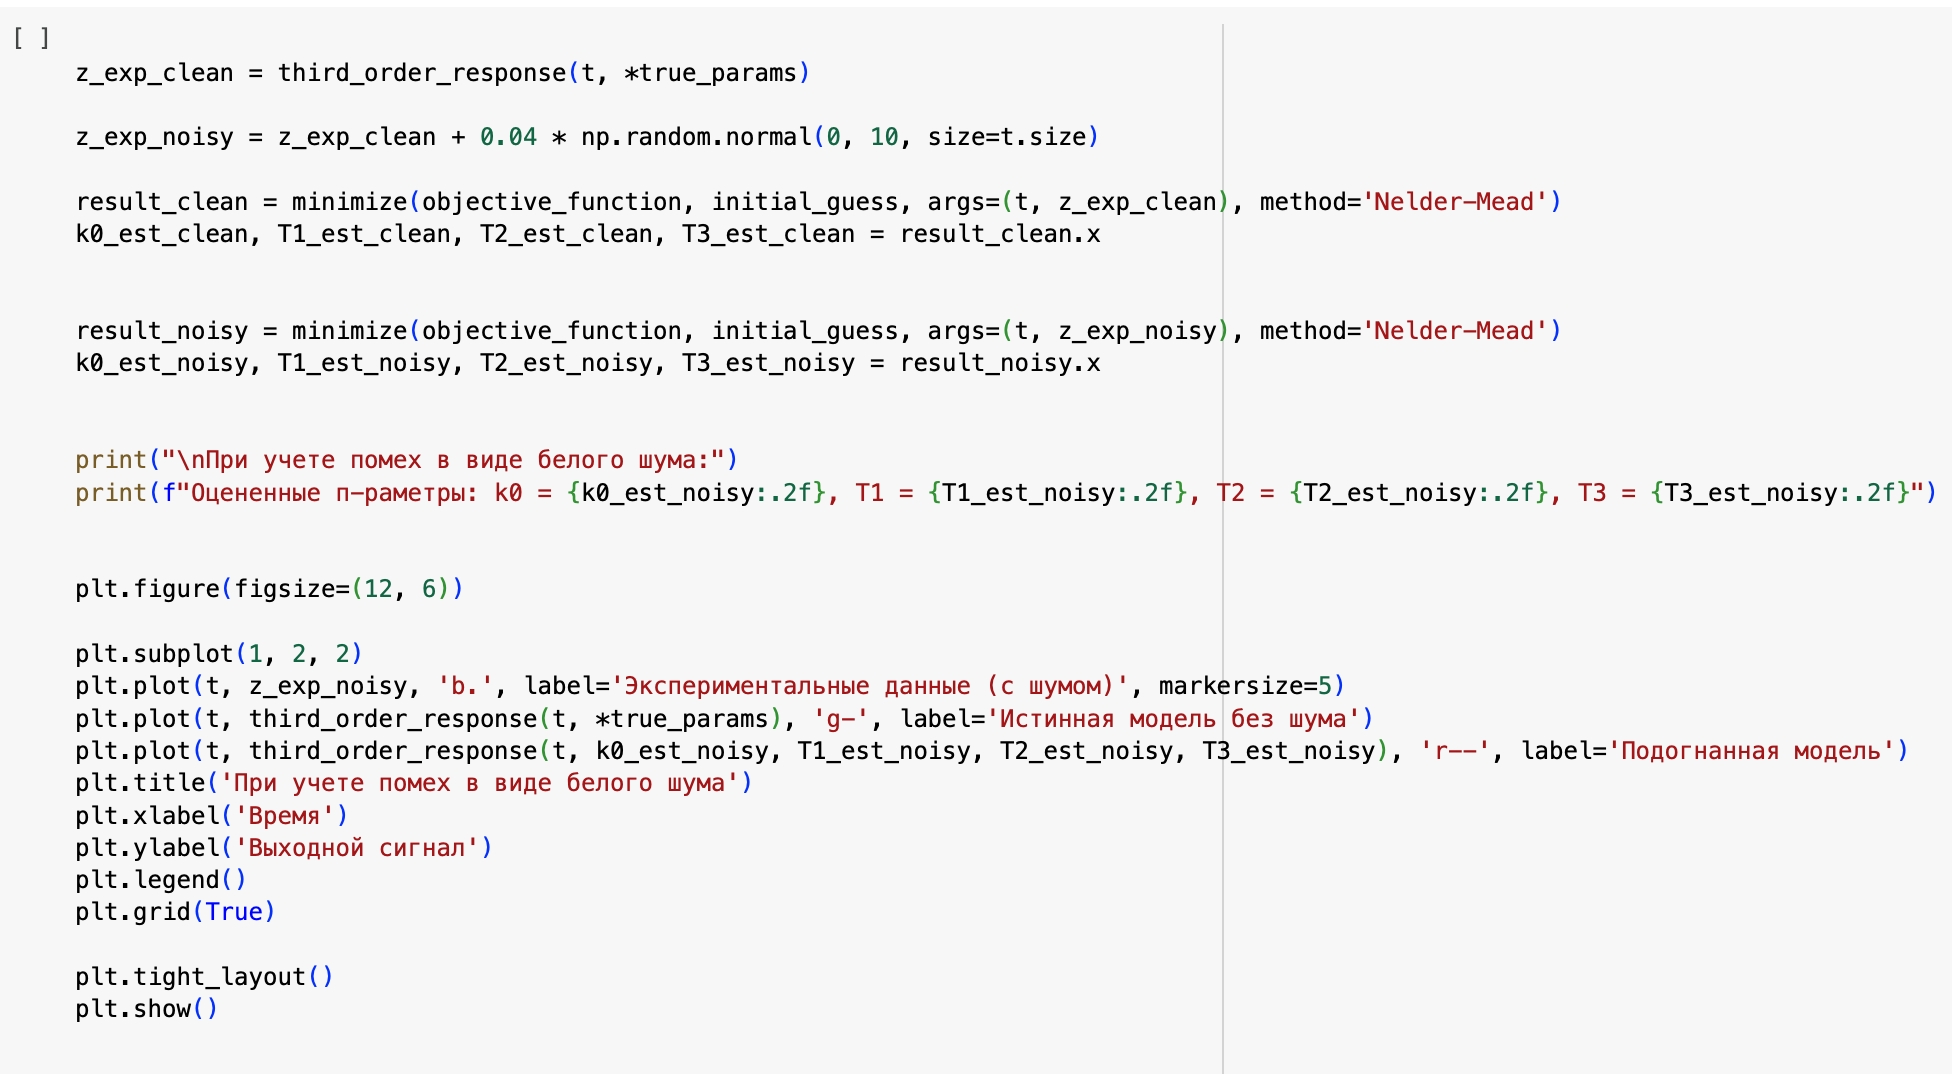 [ ]
z_exp_clean = third_order_response(t, *true_params)
z_exp_noisy = z_exp_clean + 0.04 * np.random.normal(0, 10, size=t.size)
result_clean = minimize(objective_function, initial_guess, args=(t, z_exp_clean), method='Nelder-Mead')
k0_est_clean, T1_est_clean, T2_est_clean, T3_est_clean = result_clean.x
result_noisy = minimize(objective_function, initial_guess, args=(t, z_exp_noisy), method='Nelder-Mead')
k0_est_noisy, T1_est_noisy, T2_est_noisy, T3_est_noisy = result_noisy.x
print("\nПри учете помех в виде белого шума:")
print(f"Оцененные п-раметры: k0 = {k0_est_noisy:.2f}, T1 = {T1_est_noisy:.2f}, T2 = {T2_est_noisy:.2f}, T3 = {T3_est_noisy:.2f}")
plt.figure(figsize=(12, 6))
plt.subplot(1, 2, 2)
plt.plot(t, z_exp_noisy, 'b.', label='Экспериментальные данные (с шумом)', markersize=5)
plt.plot(t, third_order_response(t, *true_params), 'g-', label='Истинная модель без шума')
plt.plot(t, third_order_response(t, k0_est_noisy, T1_est_noisy, T2_est_noisy, T3_est_noisy), 'r--', label='Подогнанная модель')
plt.title('При учете помех в виде белого шума')
plt.xlabel('Время')
plt.ylabel('Выходной сигнал')
plt.legend()
plt.grid(True)
plt.tight_layout()
plt.show()